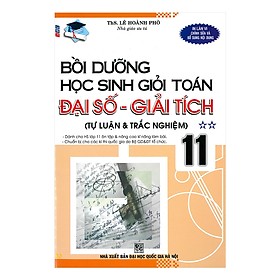 ThS. LÊ HOÀNH PHÒ
Nhà giáo ưu tú
BỒI DƯỠNG
HỌC SINH GIỎI TOÁN
ĐẠI SỐ - GIẢI TÍCH
(TỰ LUẬN & TRẮC NGHIỆM)
- Dành cho HS lớp 11 ôn tập & nâng cao kĩ năng làm bài.
- Chuẩn bị cho các kì thi quốc gia do Bộ GD&ĐT tổ chức.
11
NHÀ XUẤT BẢN ĐẠI HỌC QUỐC GIA HÀ NỘI